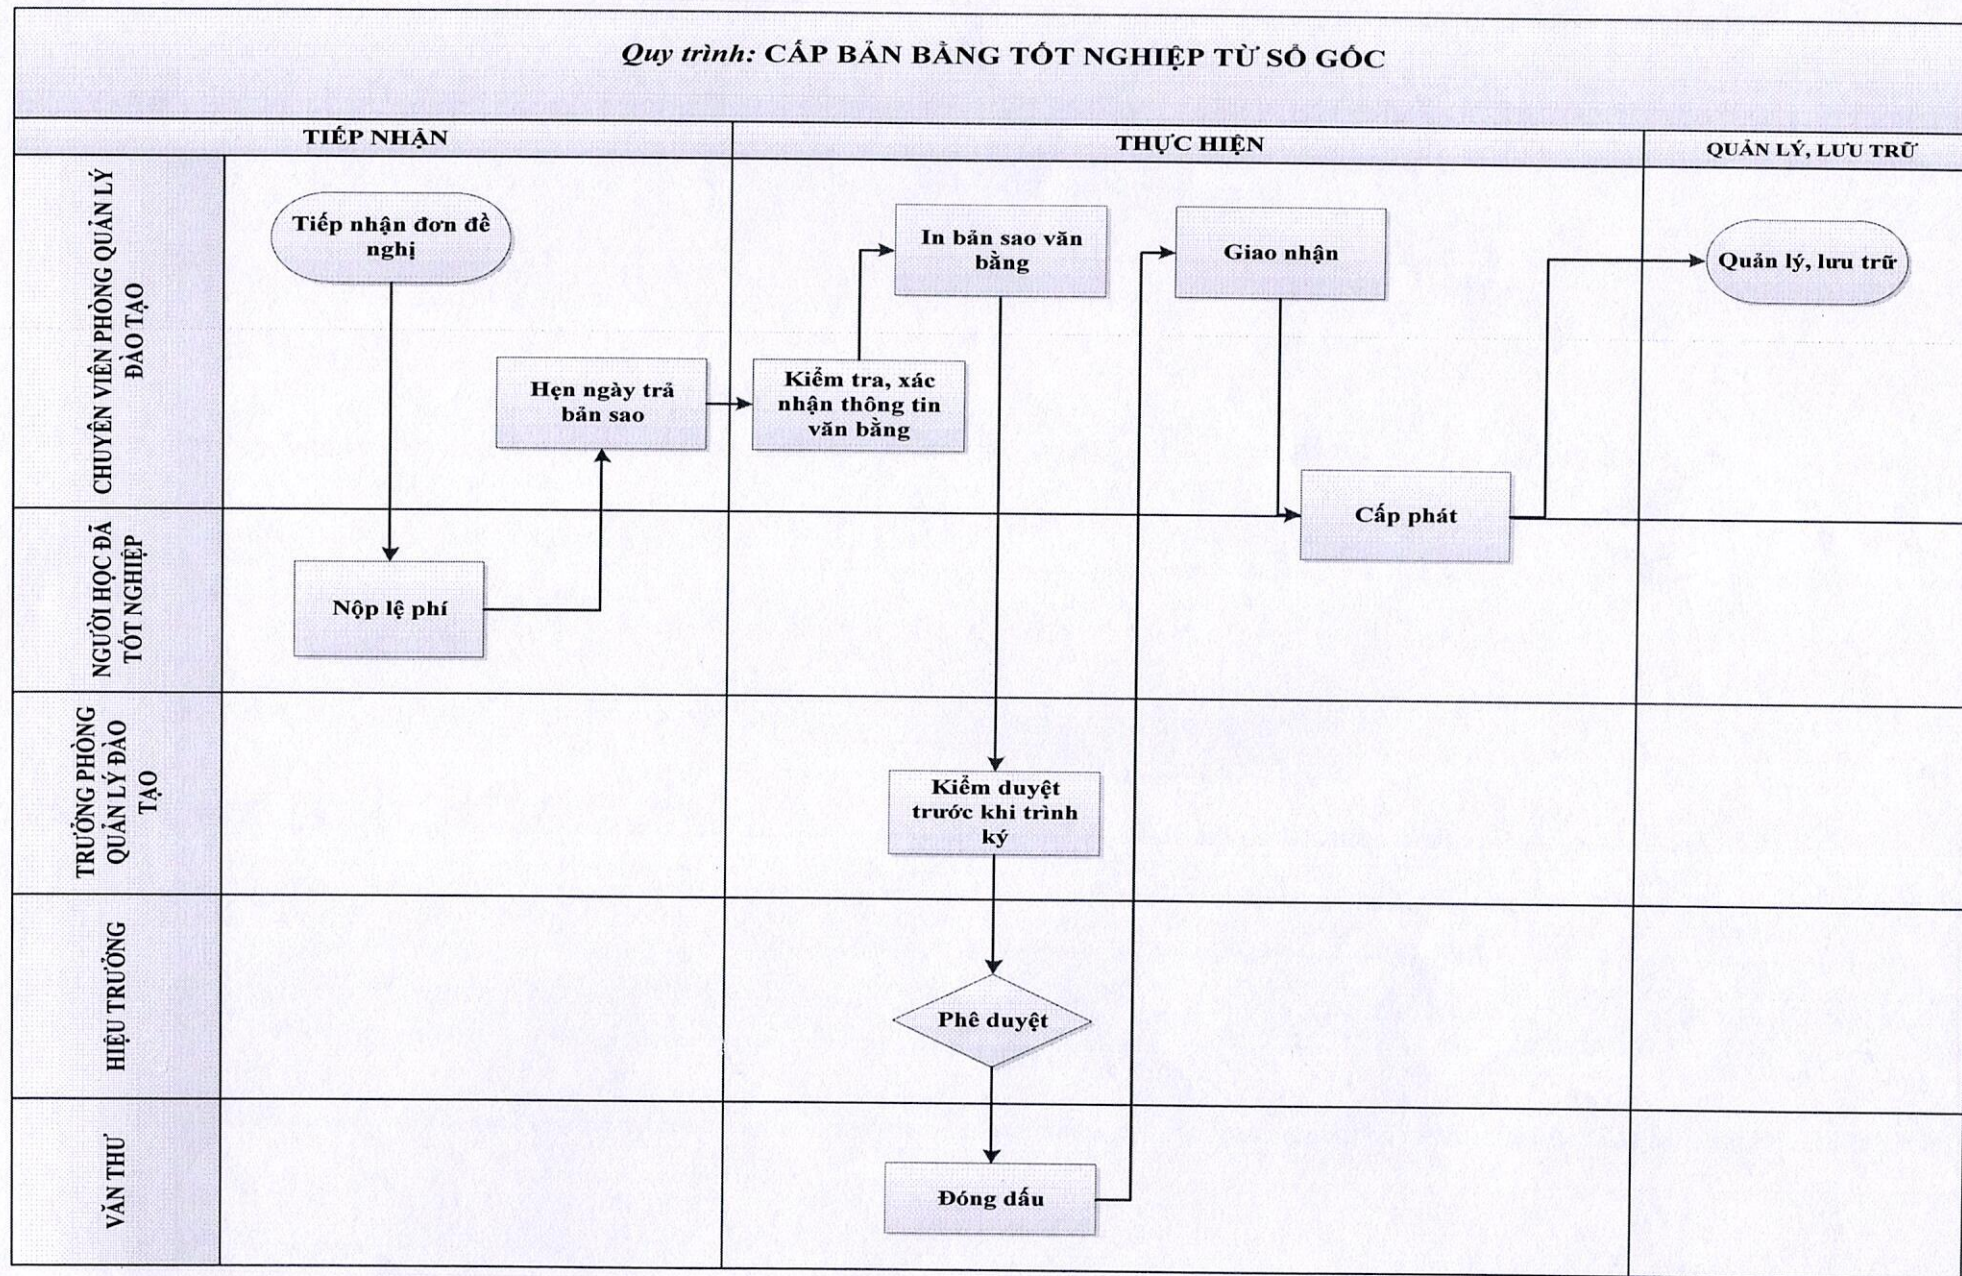 Quy trình: CẤP BẢN BẰNG TỐT NGHIỆP TỪ SỔ GỐC
TIẾP NHẬN
THỰC HIỆN
QUẢN LÝ, LƯU TRỮ
CHUYÊN VIÊN PHÒNG QUẢN LÝ
ĐÀO TẠO
Tiếp nhận đơn đề
nghị
In bản sao văn
bằng
Giao nhận
Quản lý, lưu trữ
Hẹn ngày trả
bản sao
Kiểm tra, xác
nhận thông tin
văn bằng
Cấp phát
NGƯỜI HỌC ĐÃ
TỐT NGHIỆP
Nộp lệ phí
TRƯỞNG PHÒNG
QUẢN LÝ ĐÀO
TẠO
Kiểm duyệt
trước khi trình
ký
HIỆU TRƯỞNG
Phê duyệt
VĂN THƯ
Đóng dấu